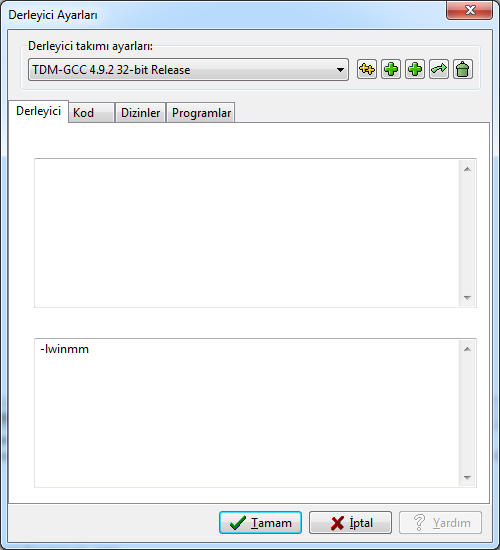 Derleyici Ayarları
Derleyici takımı ayarları:
TDM-GCC 4.9.2 32-bit Release
Derleyici Kod Dizinler Programlar
-lwinmm
Tamam İptal Yardım